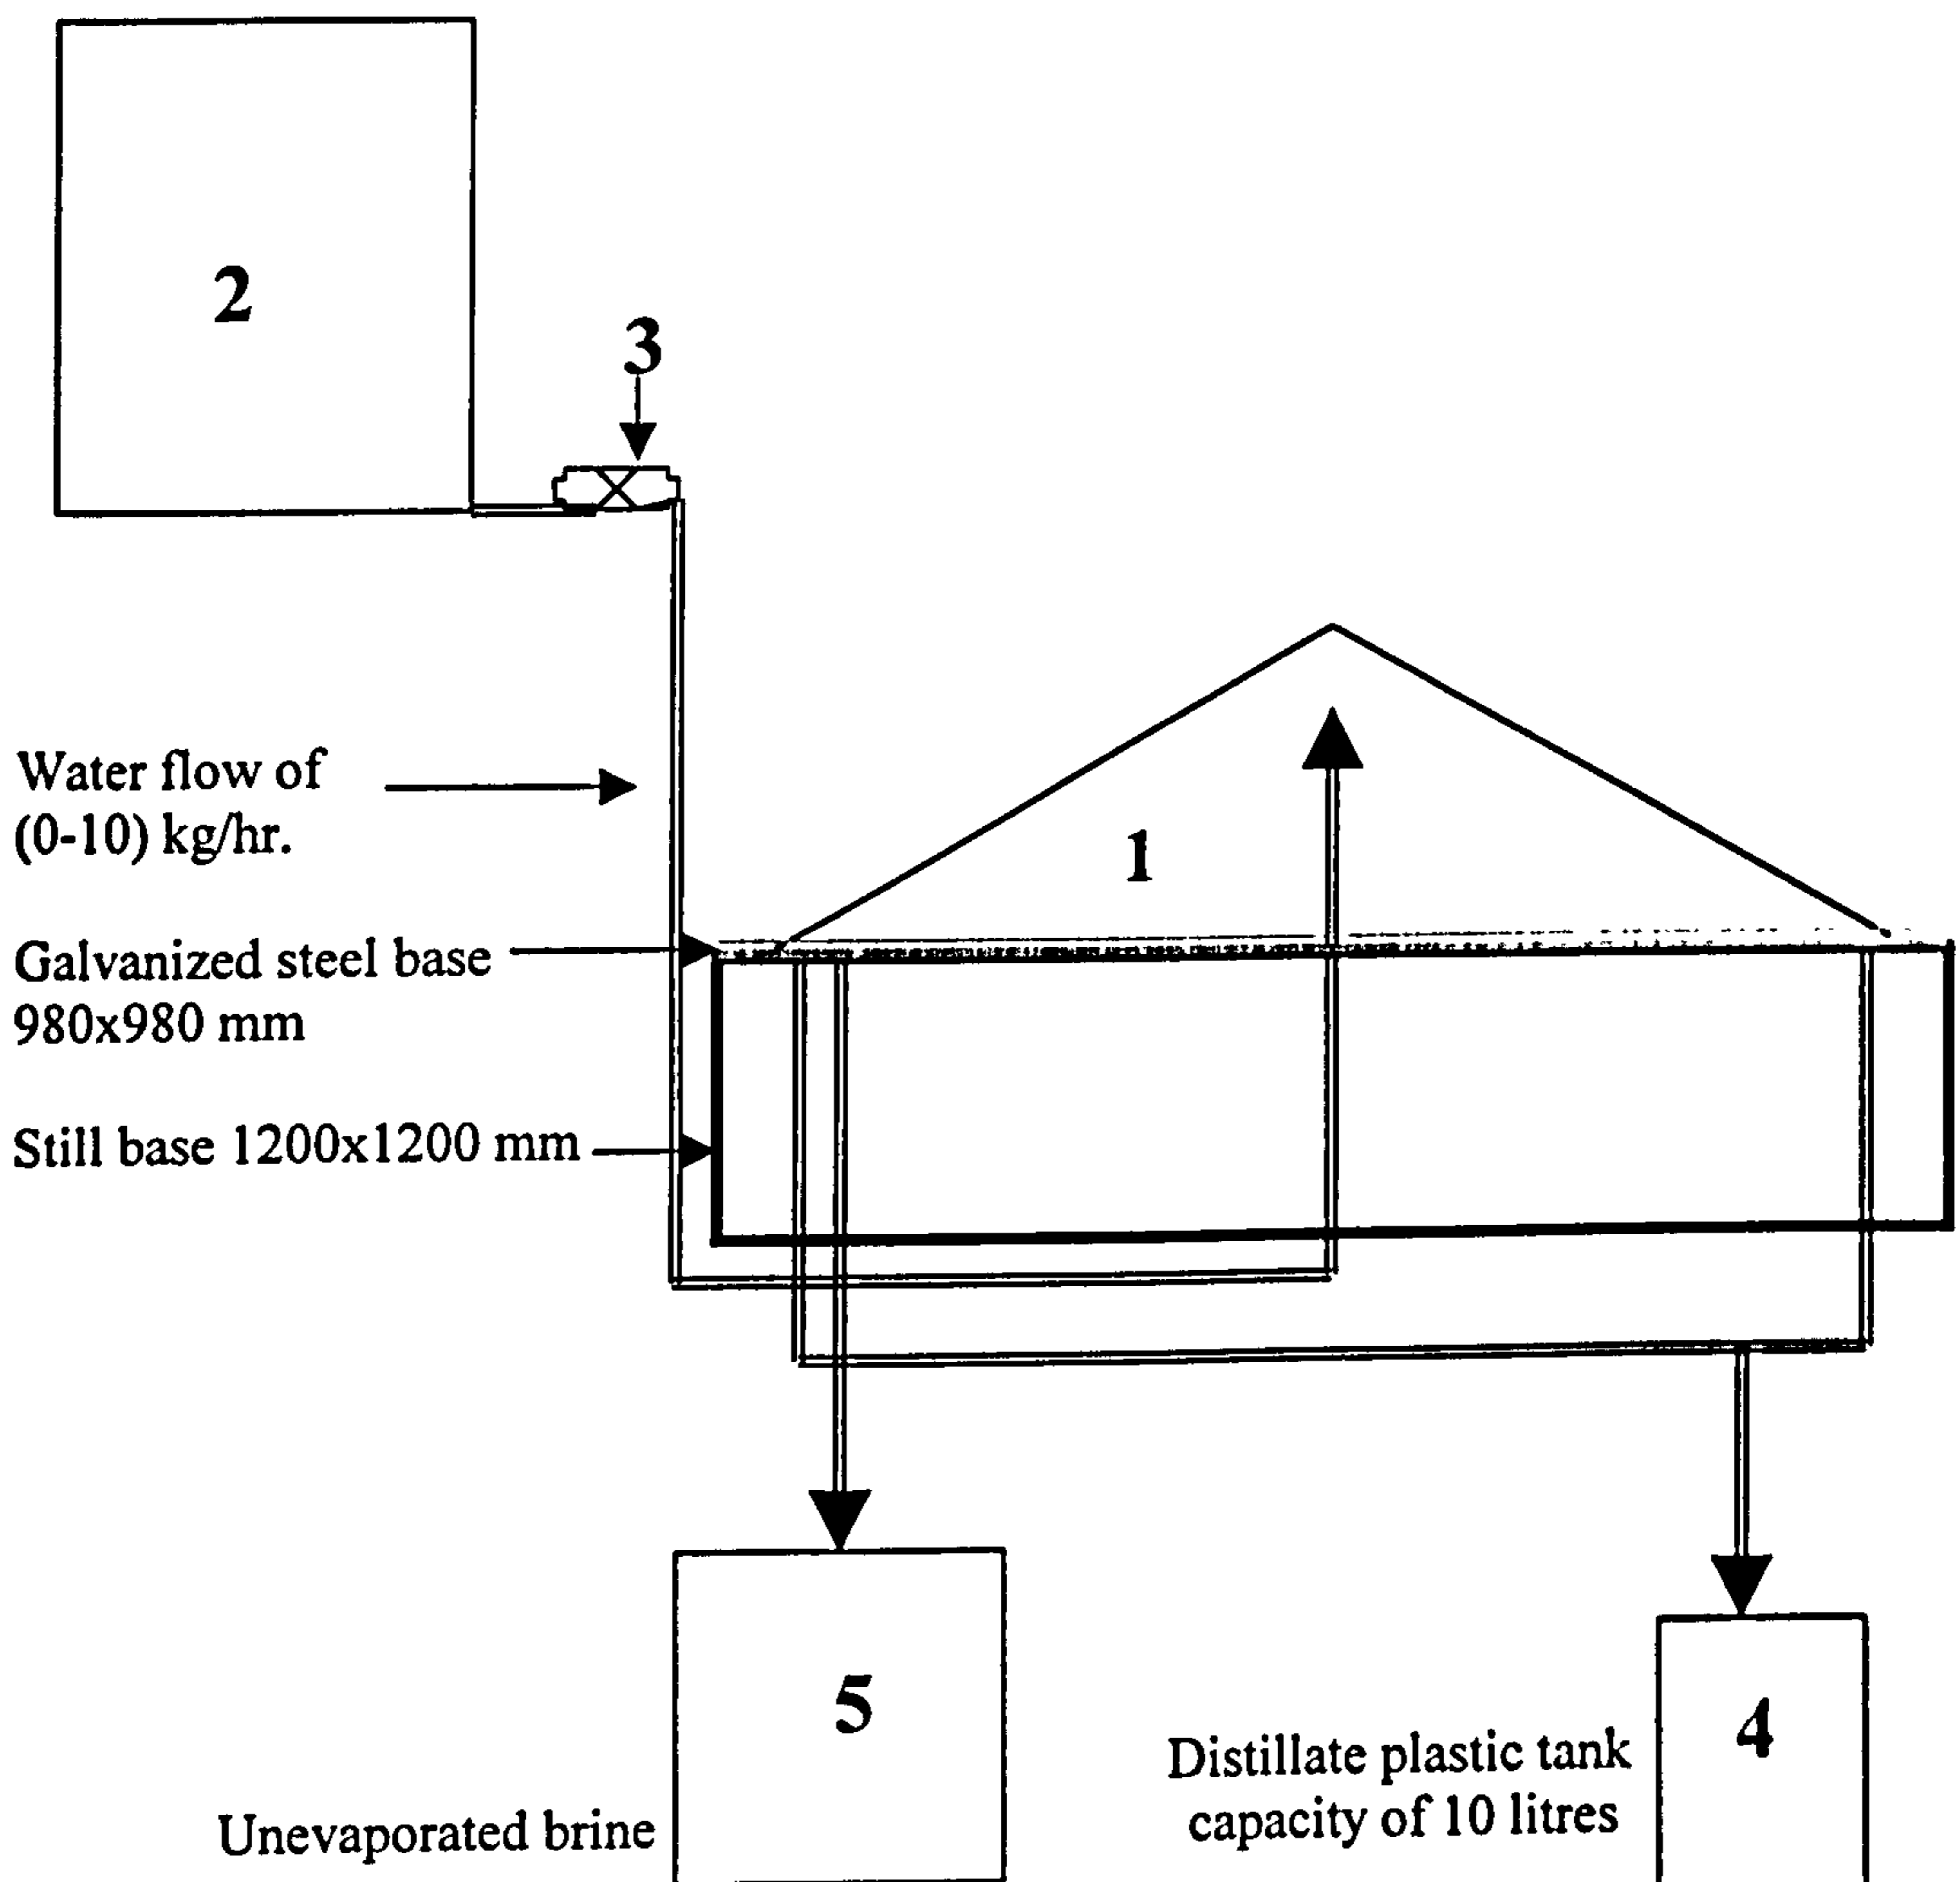 2
3
Water flow of
(0-10) kg/hr.
1
Galvanized steel base
980x980 mm
Still base 1200x1200 mm
5
4
Distillate plastic tank
capacity of 10 litres
Unevaporated brine